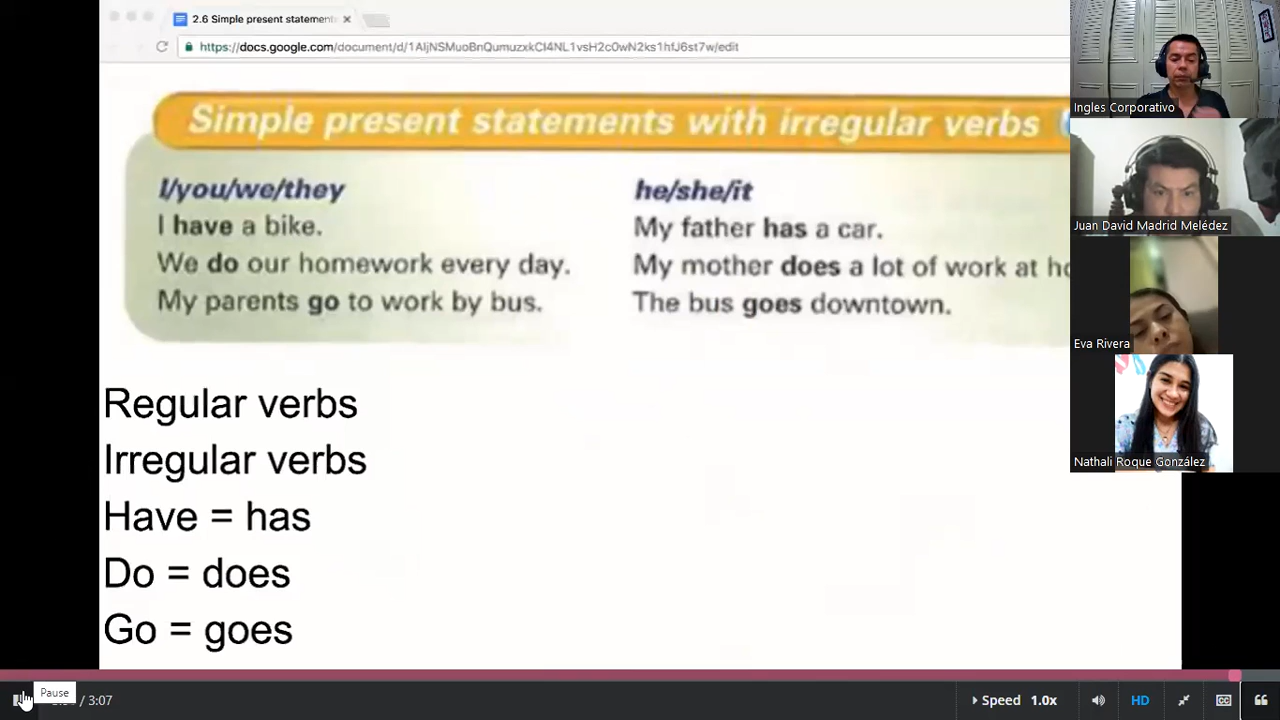 2.6 Simple present statement
https://docs.google.com/document/d/1AljNSMuoBnQumuzxkCI4NL1vsH2c0wN2ks1hfJ6st7w/edit
Simple present statements with irregular verbs
I/you/we/they
I have a bike.
We do our homework every day.
My parents go to work by bus.
he/she/it
My father has a car.
My mother does a lot of work at
The bus goes downtown.
Regular verbs
Irregular verbs
Have = has
Do = does
Go = goes
Ingles Corporativo
Juan David Madrid Melédez
Eva Rivera
Nathali Roque González
Pause
/ 3:07
Speed 1.0x
HD
CC